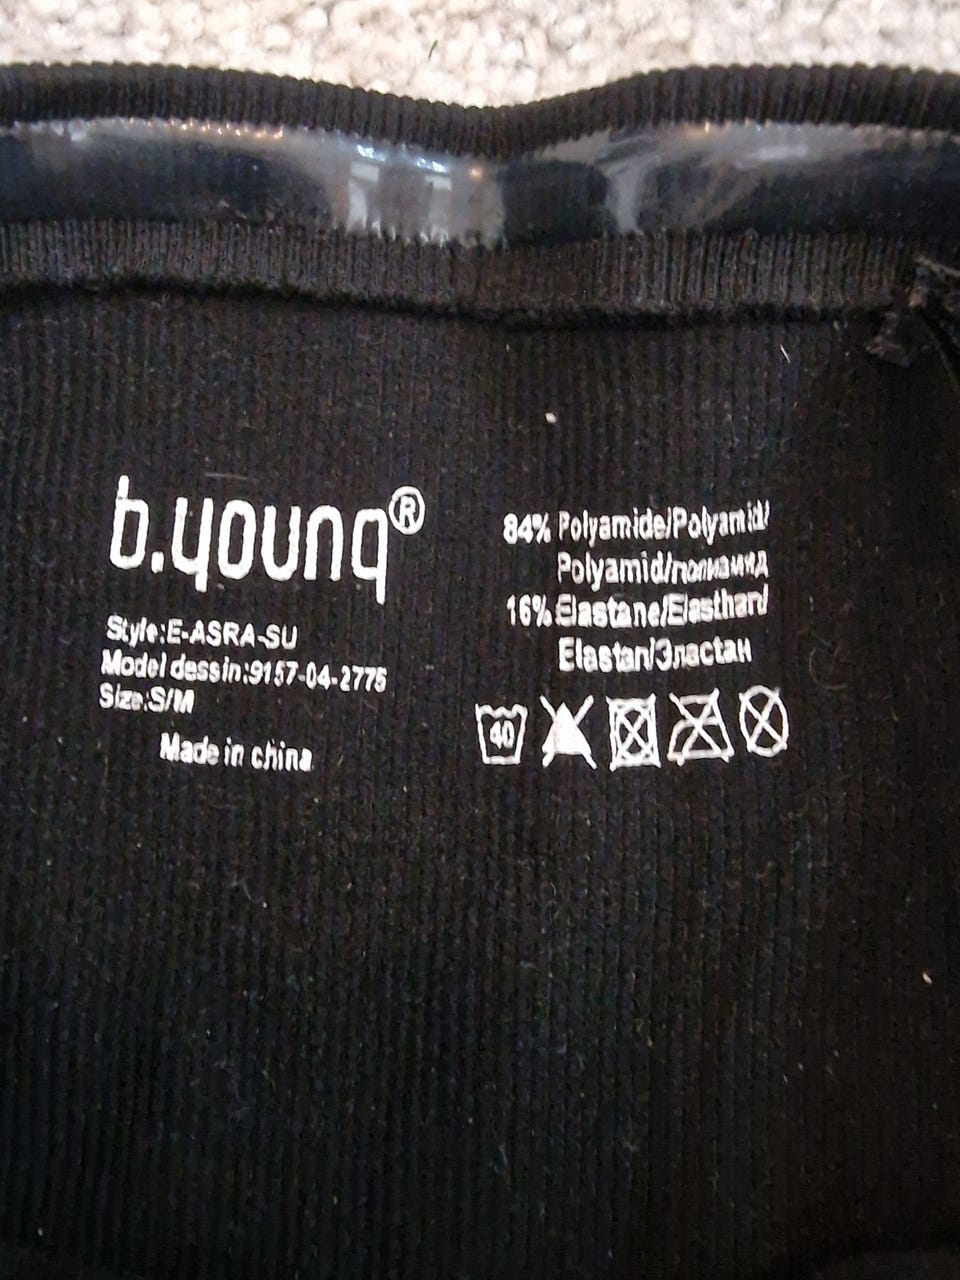 b.young®
Style:E-ASRA-SU
Model dessin:9157-04-2775
Size:S/M
Made in china
84% Polyamide/Polyamid/
Polyamid/полиамид
16%Elastane/Elasthan/
Elastan/Эластан
40